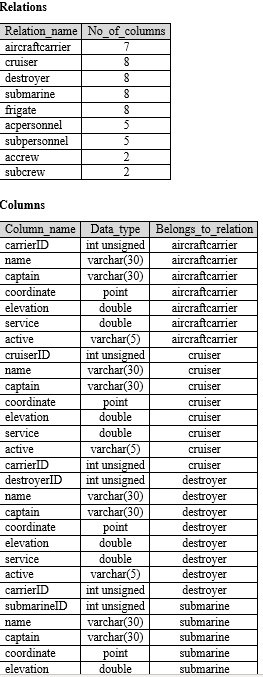 Relations
Relation_name No_of_columns
aircraftcarrier 7
cruiser 8
destroyer 8
submarine 8
frigate 8
acpersonnel 5
subpersonnel 5
accrew 2
subcrew 2
Columns
Column_name Data_type Belongs_to_relation
carrierID int unsigned aircraftcarrier
name varchar(30) aircraftcarrier
captain varchar(30) aircraftcarrier
coordinate point aircraftcarrier
elevation double aircraftcarrier
service double aircraftcarrier
active varchar(5) aircraftcarrier
cruiserID int unsigned cruiser
name varchar(30) cruiser
captain varchar(30) cruiser
coordinate point cruiser
elevation double cruiser
service double cruiser
active varchar(5) cruiser
carrierID int unsigned cruiser
destroyerID int unsigned destroyer
name varchar(30) destroyer
captain varchar(30) destroyer
coordinate point destroyer
elevation double destroyer
service double destroyer
active varchar(5) destroyer
carrierID int unsigned destroyer
submarineID int unsigned submarine
name varchar(30) submarine
captain varchar(30) submarine
coordinate point submarine
elevation double submarine